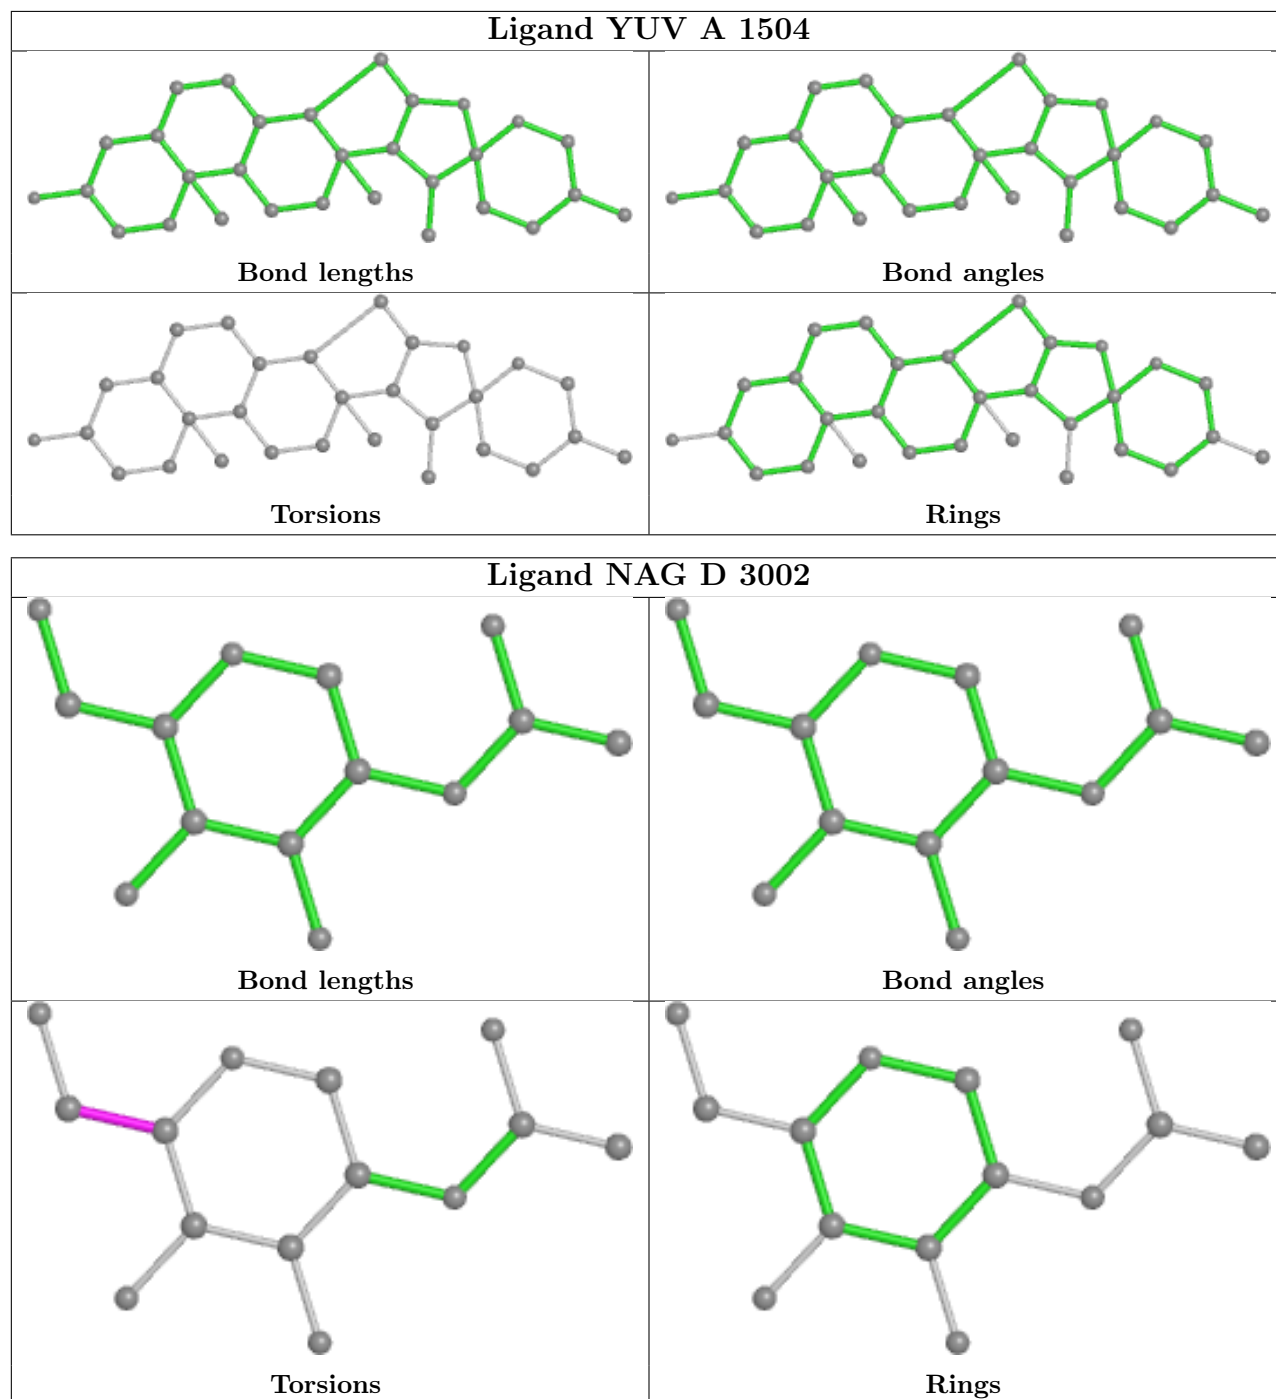 Ligand YUV A 1504
Bond lengths
Bond angles
Torsions
Rings
Ligand NAG D 3002
Bond lengths
Bond angles
Torsions
Rings